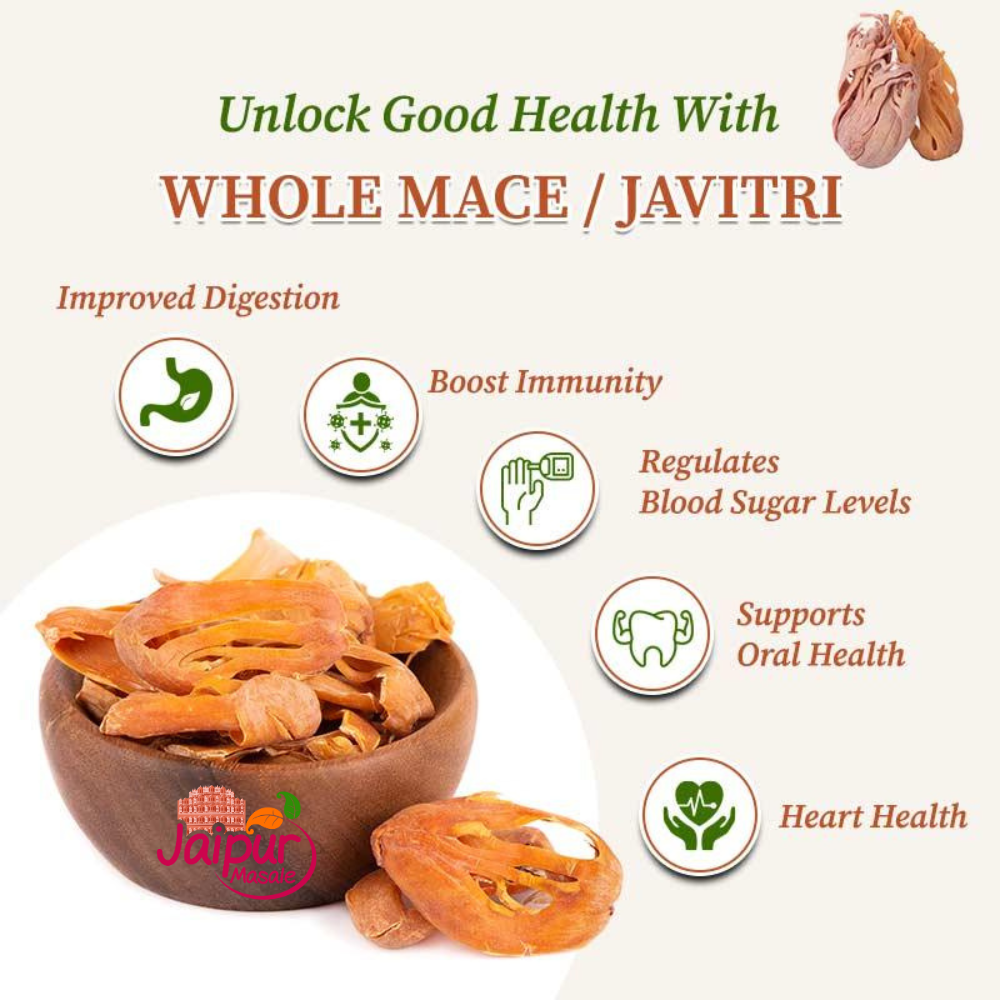 Unlock Good Health With
WHOLE MACE / JAVITRI
Improved Digestion
Boost Immunity
Regulates
Blood Sugar Levels
Supports
Oral Health
Heart Health
Jaipur
Masale